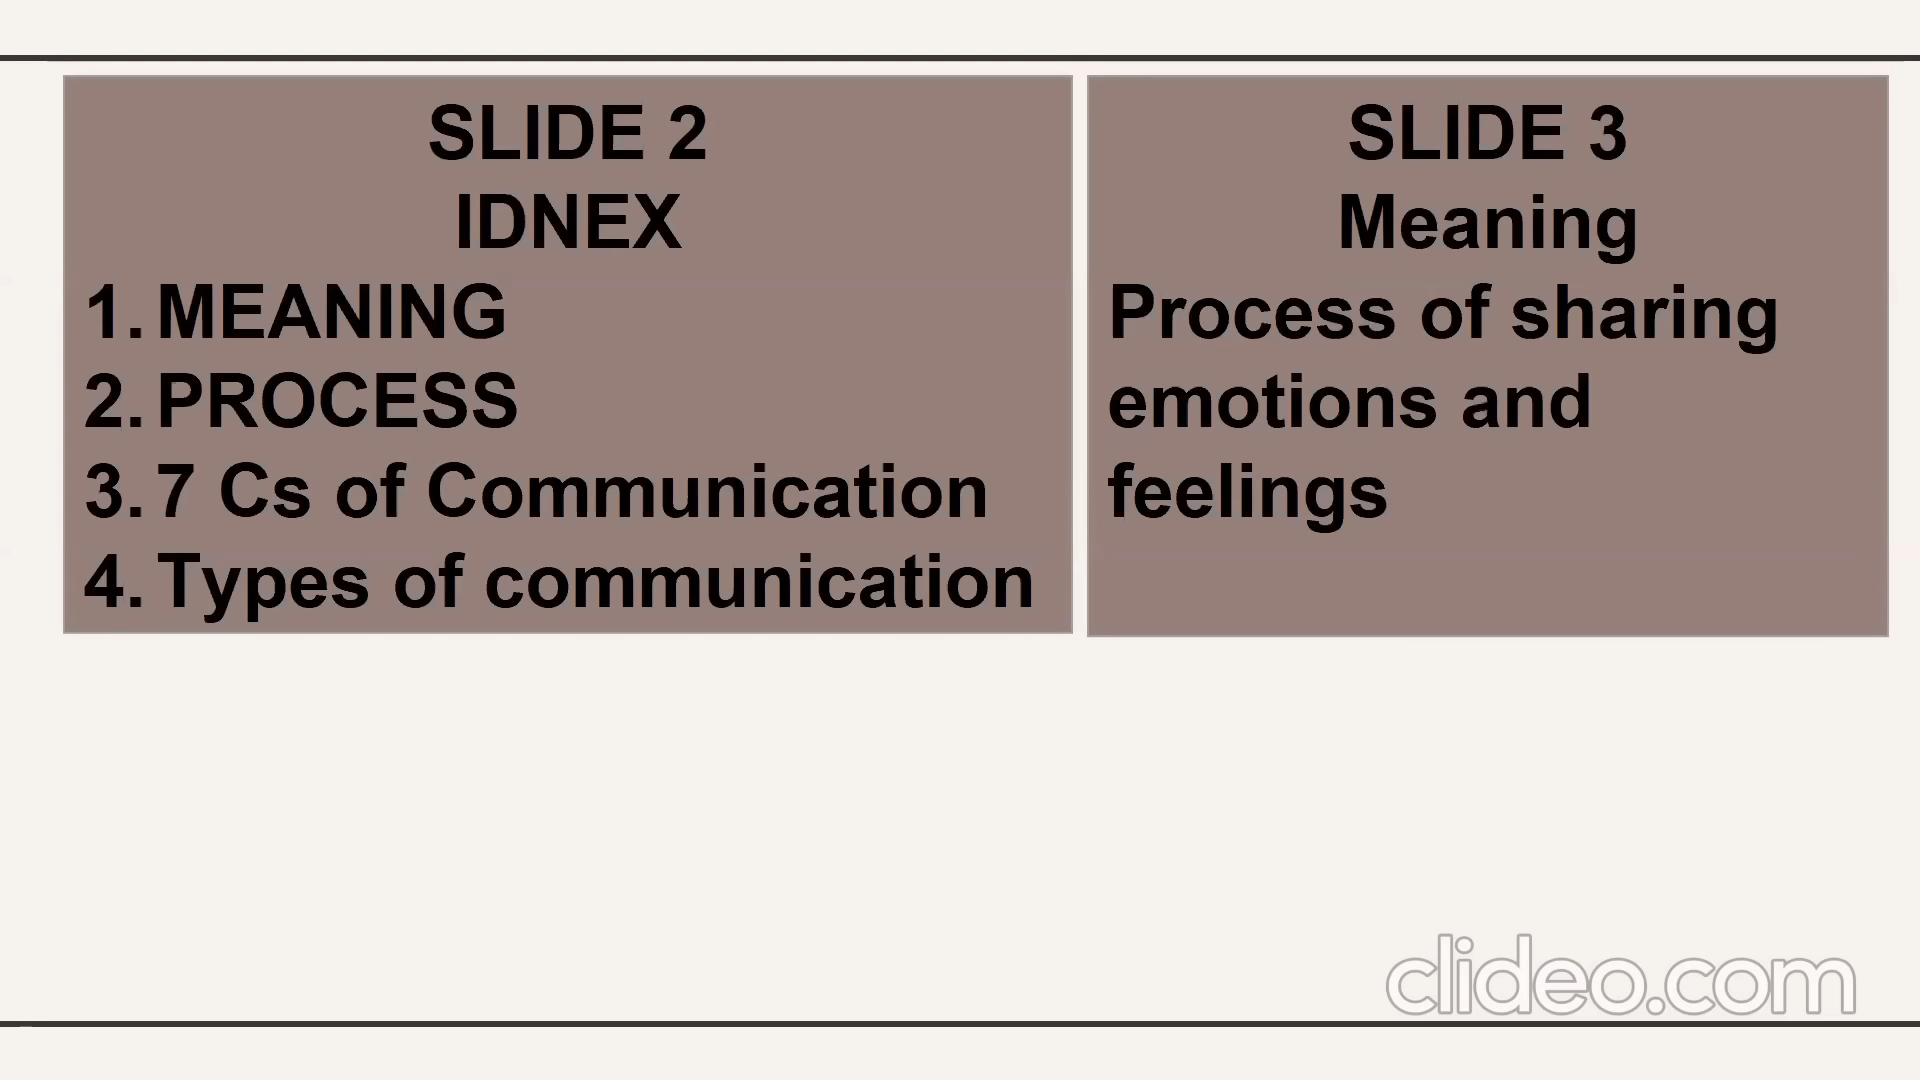 SLIDE 2
IDNEX
1. MEANING
2. PROCESS
3. 7 Cs of Communication
4. Types of communication
SLIDE 3
Meaning
Process of sharing
emotions and
feelings
clideo.com